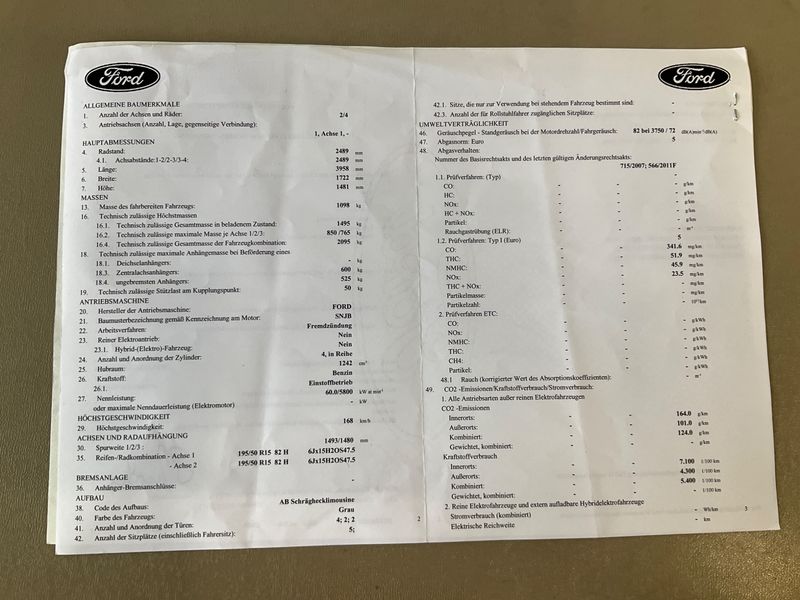 Ford
ALLGEMEINE BAUMERKMALE
1. Anzahl der Achsen und Räder: 2/4
3. Antriebsachsen (Anzahl, Lage, gegenseitige Verbindung):
1, Achse 1, -
HAUPTABMESSUNGEN
4. Radstand: 2489 mm
4.1. Achsabstände:1-2/2-3/3-4: 2489 mm
5. Länge: 3958 mm
6. Breite: 1722 mm
7. Höhe: 1481 mm
MASSEN
13. Masse des fahrbereiten Fahrzeugs: 1098 kg
16. Technisch zulässige Höchstmassen
16.1. Technisch zulässige Gesamtmasse in beladenem Zustand: 1495 kg
16.2. Technisch zulässige maximale Masse je Achse 1/2/3: 850 /765 kg
16.4. Technisch zulässige Gesamtmasse der Fahrzeugkombination: 2095 kg
18. Technisch zulässige maximale Anhängemasse bei Beförderung eines
18.1. Deichselanhängers: - kg
18.3. Zentralachsanhängers: 600 kg
18.4. ungebremsten Anhängers: 525 kg
19. Technisch zulässige Stützlast am Kupplungspunkt: 50 kg
ANTRIEBSMASCHINE
20. Hersteller der Antriebsmaschine: FORD
21. Baumusterbezeichnung gemäß Kennzeichnung am Motor: SNJB
22. Arbeitsverfahren: Fremdzündung
23. Reiner Elektroantrieb: Nein
23.1. Hybrid-(Elektro)-Fahrzeug: Nein
24. Anzahl und Anordnung der Zylinder: 4, in Reihe
25. Hubraum: 1242 cm³
26. Kraftstoff: Benzin
26.1. Einstoffbetrieb
27. Nennleistung: 60.0/5800 kW at min⁻¹
oder maximale Nenndauerleistung (Elektromotor) - kW
HÖCHSTGESCHWINDIGKEIT
29. Höchstgeschwindigkeit: 168 km/h
ACHSEN UND RADAUFHÄNGUNG
30. Spurweite 1/2/3 : 1493/1480 mm
35. Reifen-/Radkombination - Achse 1 195/50 R15 82 H 6Jx15H2OS47.5
- Achse 2 195/50 R15 82 H 6Jx15H2OS47.5
BREMSANLAGE
36. Anhänger-Bremsanschlüsse: -
AUFBAU
38. Code des Aufbaus: AB Schräghecklimousine
40. Farbe des Fahrzeugs: Grau
41. Anzahl und Anordnung der Türen: 4; 2; 2
42. Anzahl der Sitzplätze (einschließlich Fahrersitz): 5;
2
Ford
42.1. Sitze, die nur zur Verwendung bei stehendem Fahrzeug bestimmt sind: -
42.3. Anzahl der für Rollstuhlfahrer zugänglichen Sitzplätze: -
UMWELTVERTRÄGLICHKEIT
46. Geräuschpegel - Standgeräusch bei der Motordrehzahl/Fahrgeräusch: 82 bei 3750 / 72 dB(A)/min⁻¹/dB(A)
47. Abgasnorm: Euro 5
48. Abgasverhalten:
Nummer des Basisrechtsakts und des letzten gültigen Änderungsrechtsakts:
715/2007; 566/2011F
1.1. Prüfverfahren: (Typ) -
CO: - - - g/km
HC: - - - g/km
NOx: - - - g/km
HC + NOx: - - - g/km
Partikel: - - - g/km
Rauchgastrübung (ELR): - - - m⁻¹
1.2. Prüfverfahren: Typ I (Euro) 5
CO: - - 341.6 mg/km
THC: - - 51.9 mg/km
NMHC: - - 45.9 mg/km
NOx: - - 23.5 mg/km
THC + NOx: - - - mg/km
Partikelmasse: - - - mg/km
Partikelzahl: - - -
2. Prüfverfahren ETC:
CO: - - - g/kWh
NOx: - - - g/kWh
NMHC: - - - g/kWh
THC: - - - g/kWh
CH4: - - - g/kWh
Partikel: - - - g/kWh
48.1 Rauch (korrigierter Wert des Absorptionskoeffizienten): - m⁻¹
49. CO2 -Emissionen/Kraftstoffverbrauch/Stromverbrauch:
1. Alle Antriebsarten außer reinen Elektrofahrzeugen
CO2 -Emissionen
Innerorts: - - 164.0 g/km
Außerorts: - - 101.0 g/km
Kombiniert: - - 124.0 g/km
Gewichtet, kombiniert: - - - g/km
Kraftstoffverbrauch
Innerorts: - - 7.100 l/100 km
Außerorts: - - 4.300 l/100 km
Kombiniert: - - 5.400 l/100 km
Gewichtet, kombiniert: - - - l/100 km
2. Reine Elektrofahrzeuge und extern aufladbare Hybridelektrofahrzeuge
Stromverbrauch (kombiniert) - Wh/km
Elektrische Reichweite - km
3